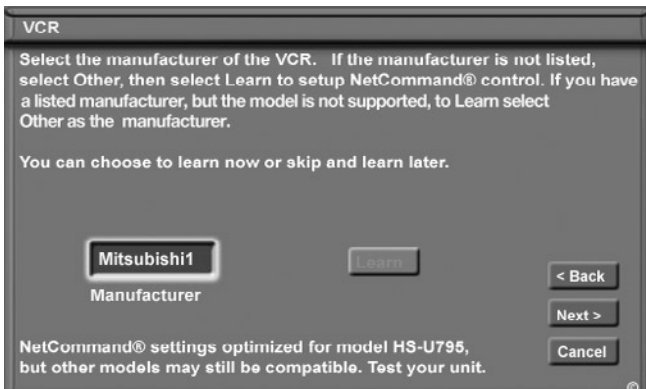 VCR
Select the manufacturer of the VCR. If the manufacturer is not listed,
select Other, then select Learn to setup NetCommand® control. If you have
a listed manufacturer, but the model is not supported, to Learn select
Other as the manufacturer.
You can choose to learn now or skip and learn later.
Mitsubishi1
Learn
Manufacturer
< Back
Next >
Cancel
NetCommand® settings optimized for model HS-U795,
but other models may still be compatible. Test your unit.
©